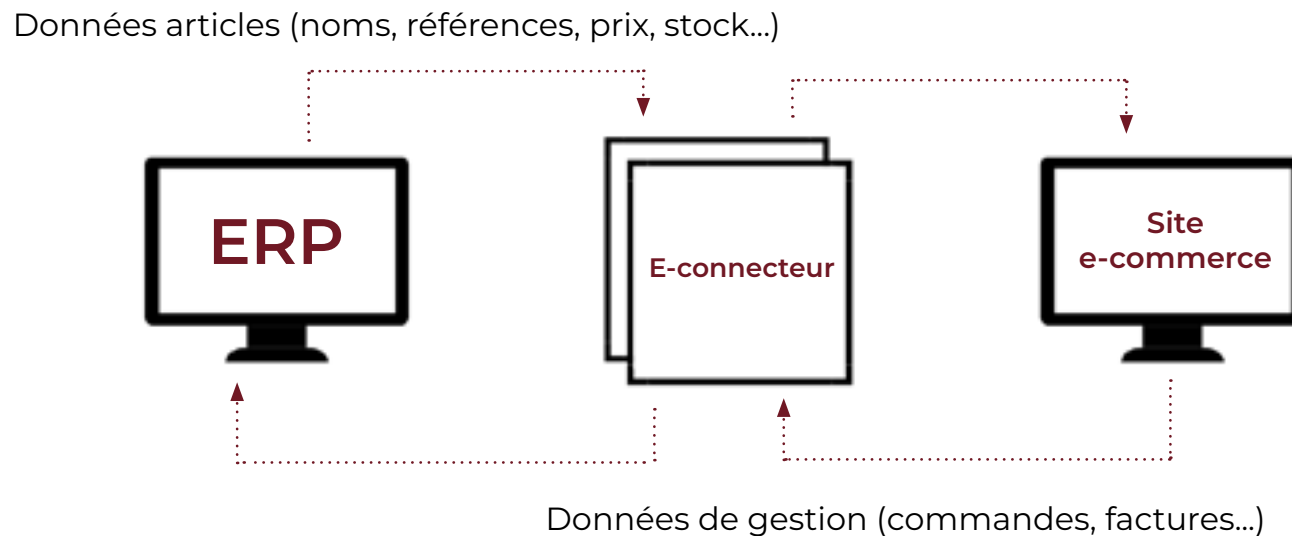 Données articles (noms, références, prix, stock...)
ERP
E-connecteur
Site
e-commerce
Données de gestion (commandes, factures...)